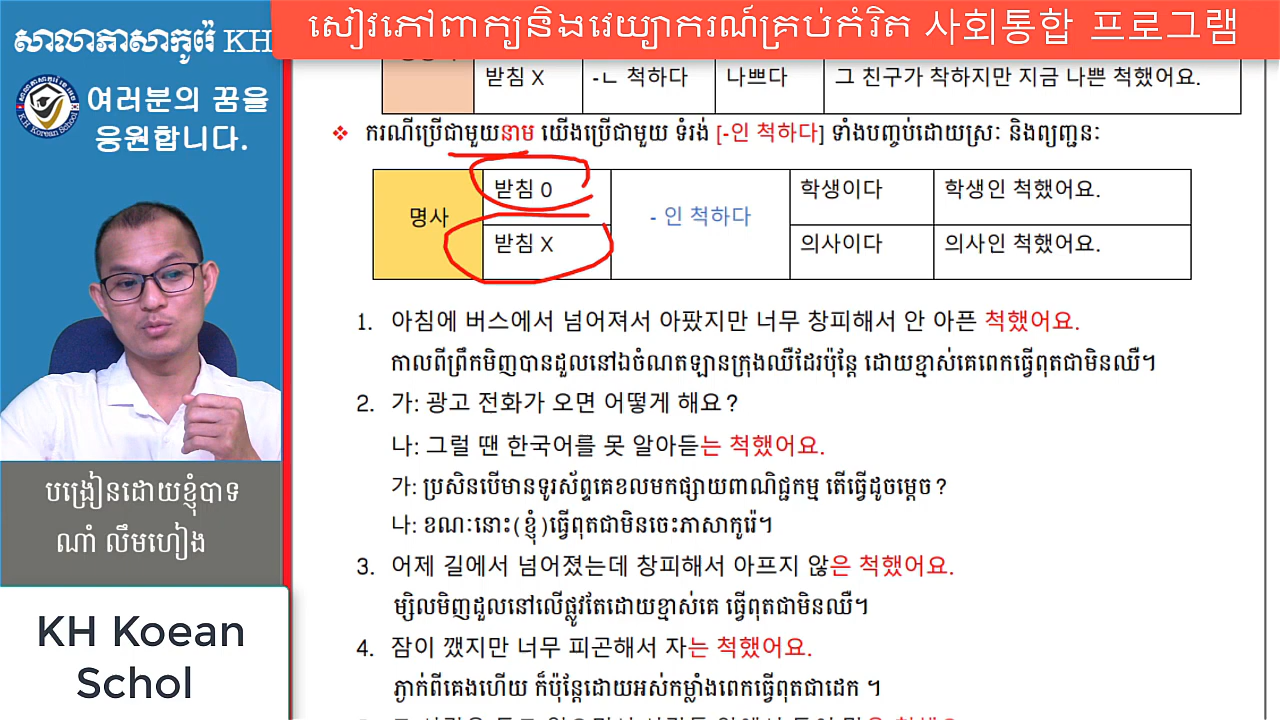 សាលាភាសាកូរ៉េ KH
សៀវភៅពាក្យនិងវេយ្យាករណ៍គ្រប់កំរិត 사회통합 프로그램
여러분의 꿈을
응원합니다.
받침 X -ㄴ 척하다 나쁘다 그 친구가 착하지만 지금 나쁜 척했어요.
❖ ករណីប្រើជាមួយនាម យើងប្រើជាមួយ ទំរង់ [-인 척하다] ទាំងបញ្ចប់ដោយស្រៈ និងព្យញ្ជនៈ
명사
받침 0
받침 X
- 인 척하다
학생이다 학생인 척했어요.
의사이다 의사인 척했어요.
1. 아침에 버스에서 넘어져서 아팠지만 너무 창피해서 안 아픈 척했어요.
កាលពីព្រឹកមិញបានដួលនៅឯចំណតឡានក្រុងឈឺដែរប៉ុន្តែ ដោយខ្មាស់គេពេកធ្វើពុតជាមិនឈឺ។
2. 가: 광고 전화가 오면 어떻게 해요?
나: 그럴 땐 한국어를 못 알아듣는 척했어요.
가: ប្រសិនបើមានទូរស័ព្ទគេខលមកផ្សាយពាណិជ្ជកម្ម តើធ្វើដូចម្តេច?
나: ខណៈនោះ(ខ្ញុំ)ធ្វើពុតជាមិនចេះភាសាកូរ៉េ។
3. 어제 길에서 넘어졌는데 창피해서 아프지 않은 척했어요.
ម្សិលមិញដួលនៅលើផ្លូវតែដោយខ្មាស់គេ ធ្វើពុតជាមិនឈឺ។
4. 잠이 깼지만 너무 피곤해서 자는 척했어요.
ភ្ញាក់ពីគេងហើយ ក៏ប៉ុន្តែដោយអស់កម្លាំងពេកធ្វើពុតជាដេក ។
បង្រៀនដោយខ្ញុំបាទ
ណាំ លឹមហៀង
KH Koean
Schol